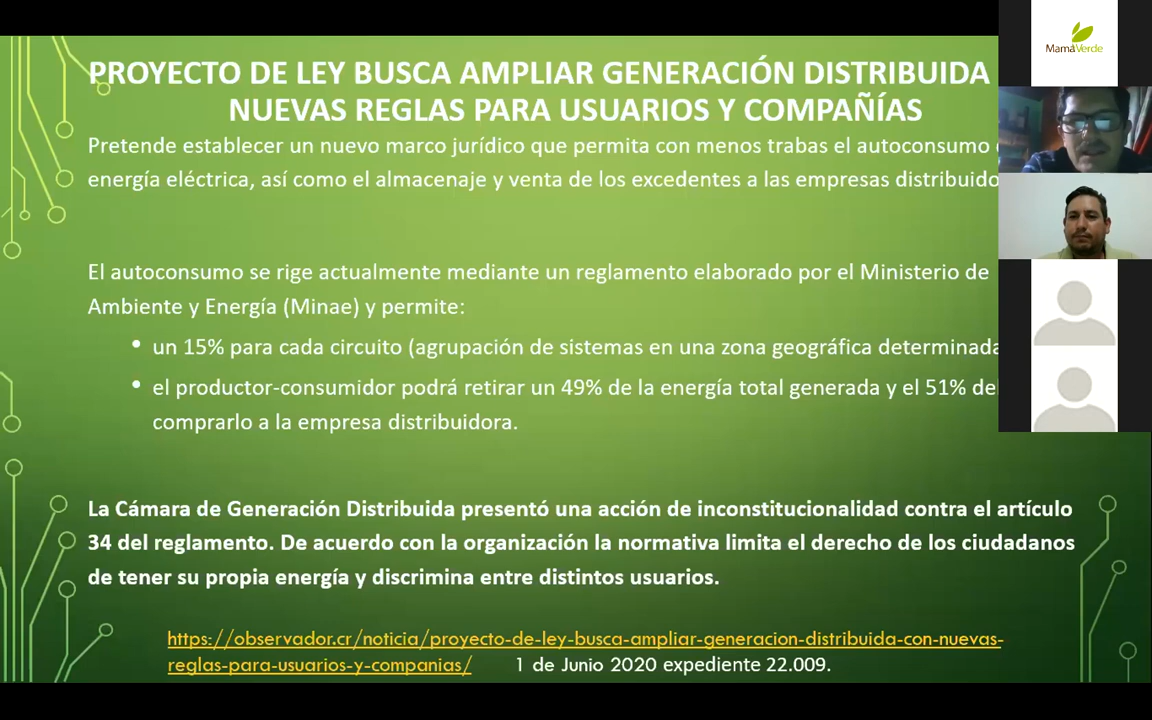 PROYECTO DE LEY BUSCA AMPLIAR GENERACIÓN DISTRIBUIDA
NUEVAS REGLAS PARA USUARIOS Y COMPAÑÍAS
Pretende establecer un nuevo marco jurídico que permita con menos trabas el autoconsumo
energía eléctrica, así como el almacenaje y venta de los excedentes a las empresas
El autoconsumo se rige actualmente mediante un reglamento elaborado por el Ministerio de
Ambiente y Energía (Minae) y permite:
• un 15% para cada circuito (agrupación de sistemas en una zona geográfica determinada
• el productor-consumidor podrá retirar un 49% de la energía total generada y el 51%
comprarlo a la empresa distribuidora.
La Cámara de Generación Distribuida presentó una acción de inconstitucionalidad contra el artículo
34 del reglamento. De acuerdo con la organización la normativa limita el derecho de los ciudadanos
de tener su propia energía y discrimina entre distintos usuarios.
https://observador.cr/noticia/proyecto-de-ley-busca-ampliar-generacion-distribuida-con-nuevas-
reglas-para-usuarios-y-companias/ 1 de Junio 2020 expediente 22.009.
MamáVerde